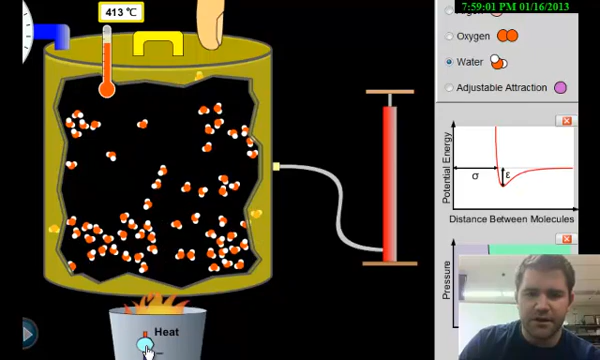 7:59:01 PM 01/16/2013
413 °C
Oxygen
Water
Adjustable Attraction
Potential Energy
σ
ε
Distance Between Molecules
Pressure
Heat